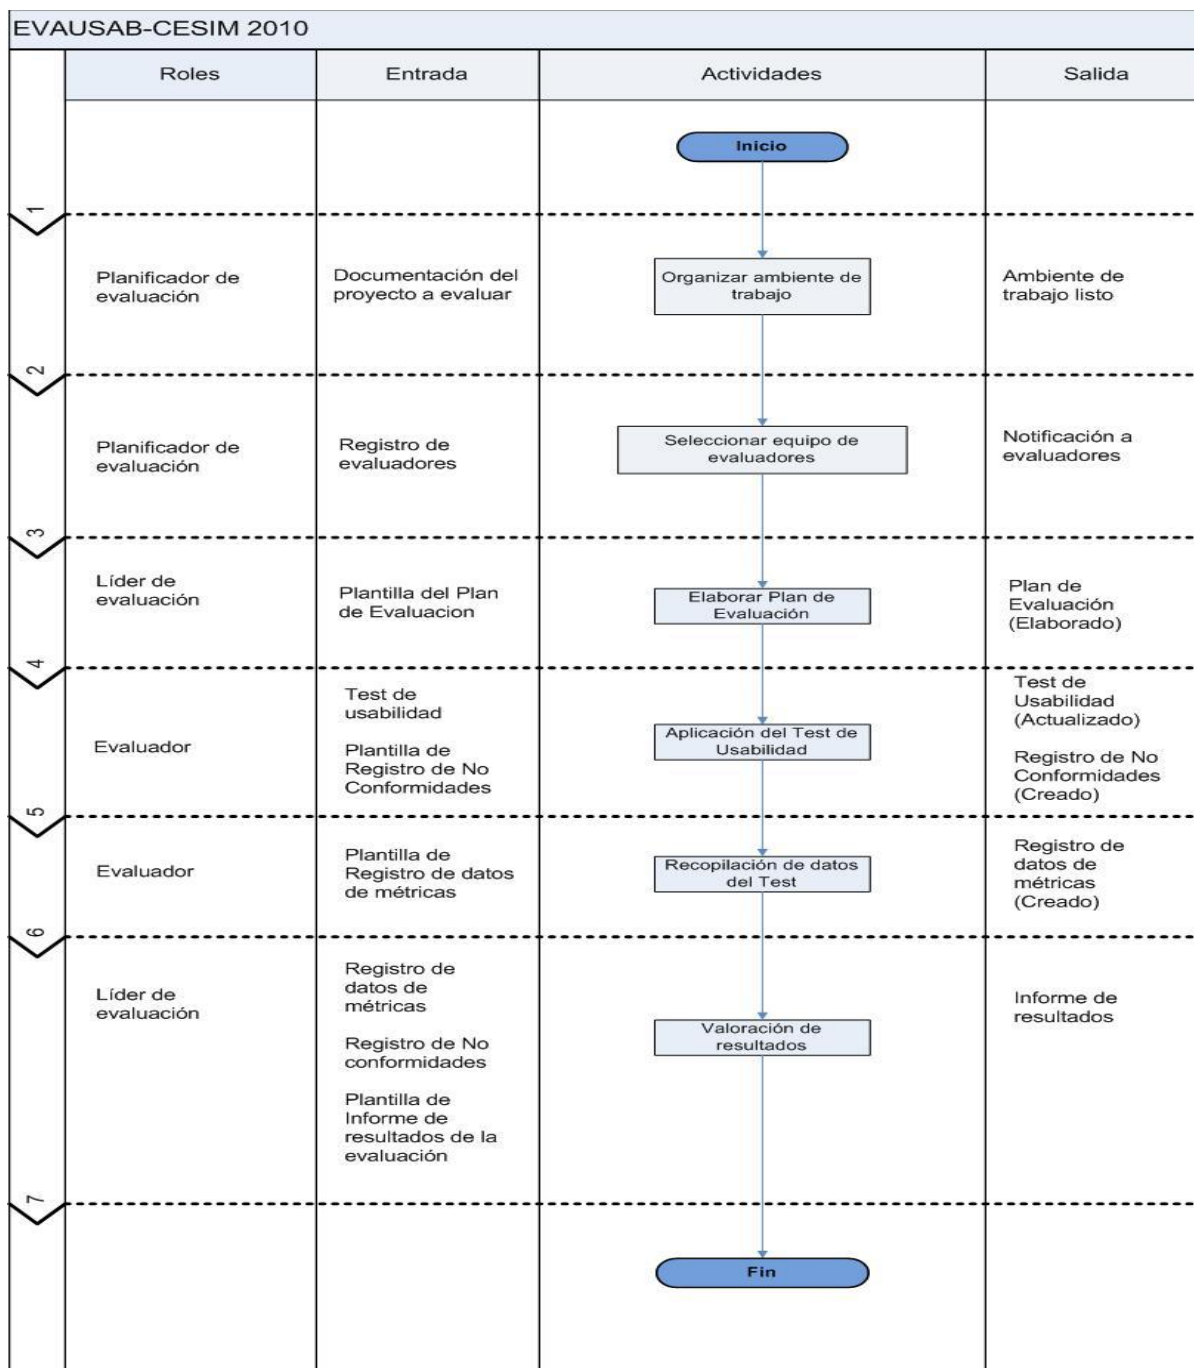 EVAUSAB-CESIM 2010
Roles
Entrada
Actividades
Salida
Inicio
1
Planificador de
evaluación
Documentación del
proyecto a evaluar
Organizar ambiente de
trabajo
Ambiente de
trabajo listo
2
Planificador de
evaluación
Registro de
evaluadores
Seleccionar equipo de
evaluadores
Notificación a
evaluadores
3
Líder de
evaluación
Plantilla del Plan
de Evaluacion
Elaborar Plan de
Evaluación
Plan de
Evaluación
(Elaborado)
4
Evaluador
Test de
usabilidad
Plantilla de
Registro de No
Conformidades
Aplicación del Test de
Usabilidad
Test de
Usabilidad
(Actualizado)
Registro de No
Conformidades
(Creado)
5
Evaluador
Plantilla de
Registro de datos
de métricas
Recopilación de datos
del Test
Registro de
datos de
métricas
(Creado)
6
Líder de
evaluación
Registro de
datos de
métricas
Registro de No
conformidades
Plantilla de
Informe de
resultados de la
evaluación
Valoración de
resultados
Informe de
resultados
7
Fin